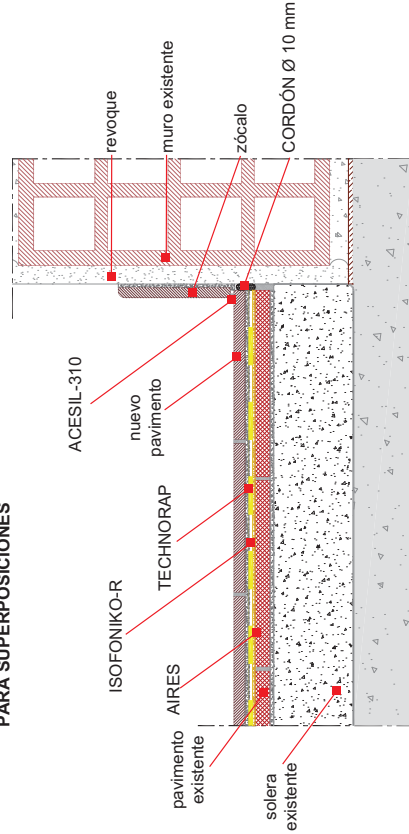 PARA SUPERPOSICIONES
revoque
muro existente
zócalo
CORDÓN Ø 10 mm
ACESIL-310
nuevo
pavimento
TECHNORAP
ISOFONIKO-R
AIRES
pavimento
existente
solera
existente